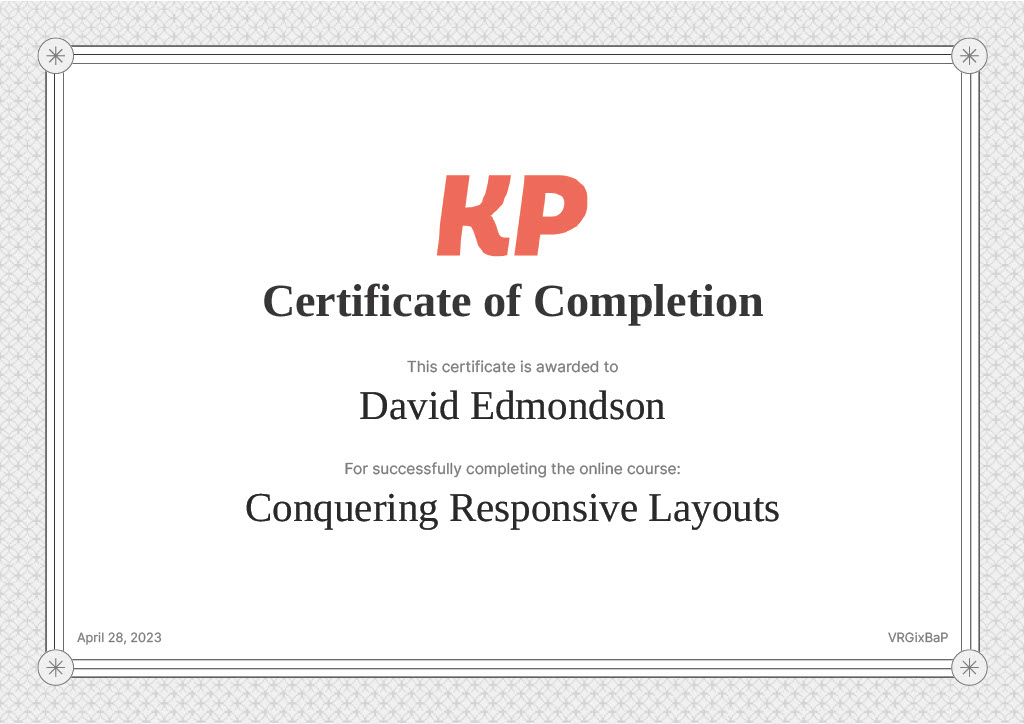 KP
Certificate of Completion
This certificate is awarded to
David Edmondson
For successfully completing the online course:
Conquering Responsive Layouts
April 28, 2023
VRGixBaP